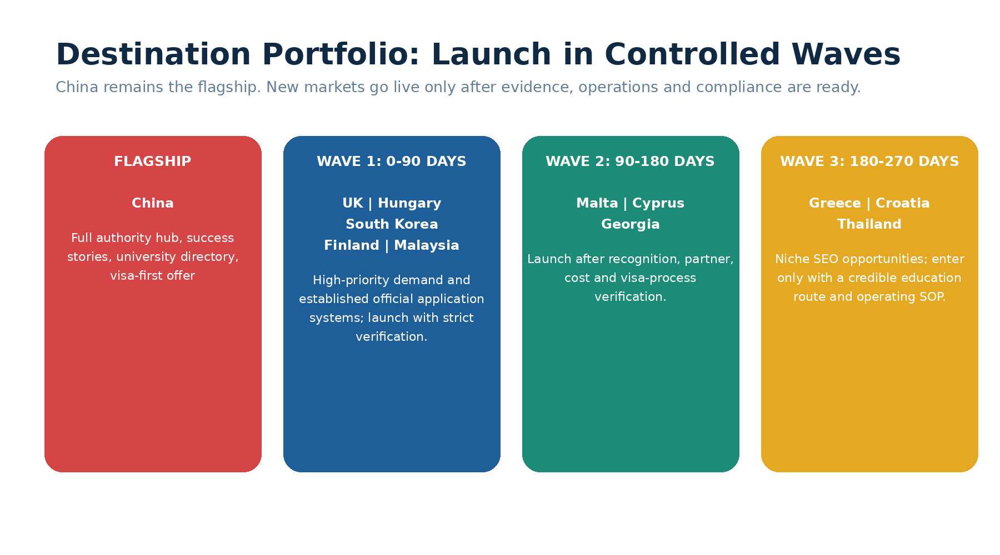 Destination Portfolio: Launch in Controlled Waves
China remains the flagship. New markets go live only after evidence, operations and compliance are ready.
FLAGSHIP
China
Full authority hub, success
stories, university directory,
visa-first offer
WAVE 1: 0-90 DAYS
UK | Hungary
South Korea
Finland | Malaysia
High-priority demand and
established official application
systems; launch with strict
verification.
WAVE 2: 90-180 DAYS
Malta | Cyprus
Georgia
Launch after recognition, partner,
cost and visa-process
verification.
WAVE 3: 180-270 DAYS
Greece | Croatia
Thailand
Niche SEO opportunities; enter
only with a credible education
route and operating SOP.